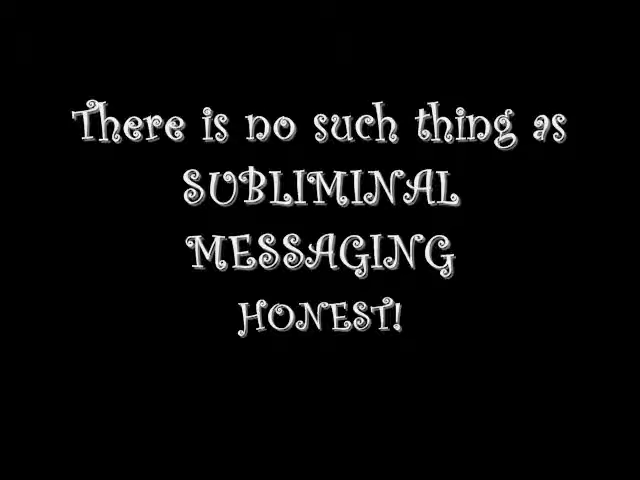 There is no such thing as
SUBLIMINAL
MESSAGING
HONEST!